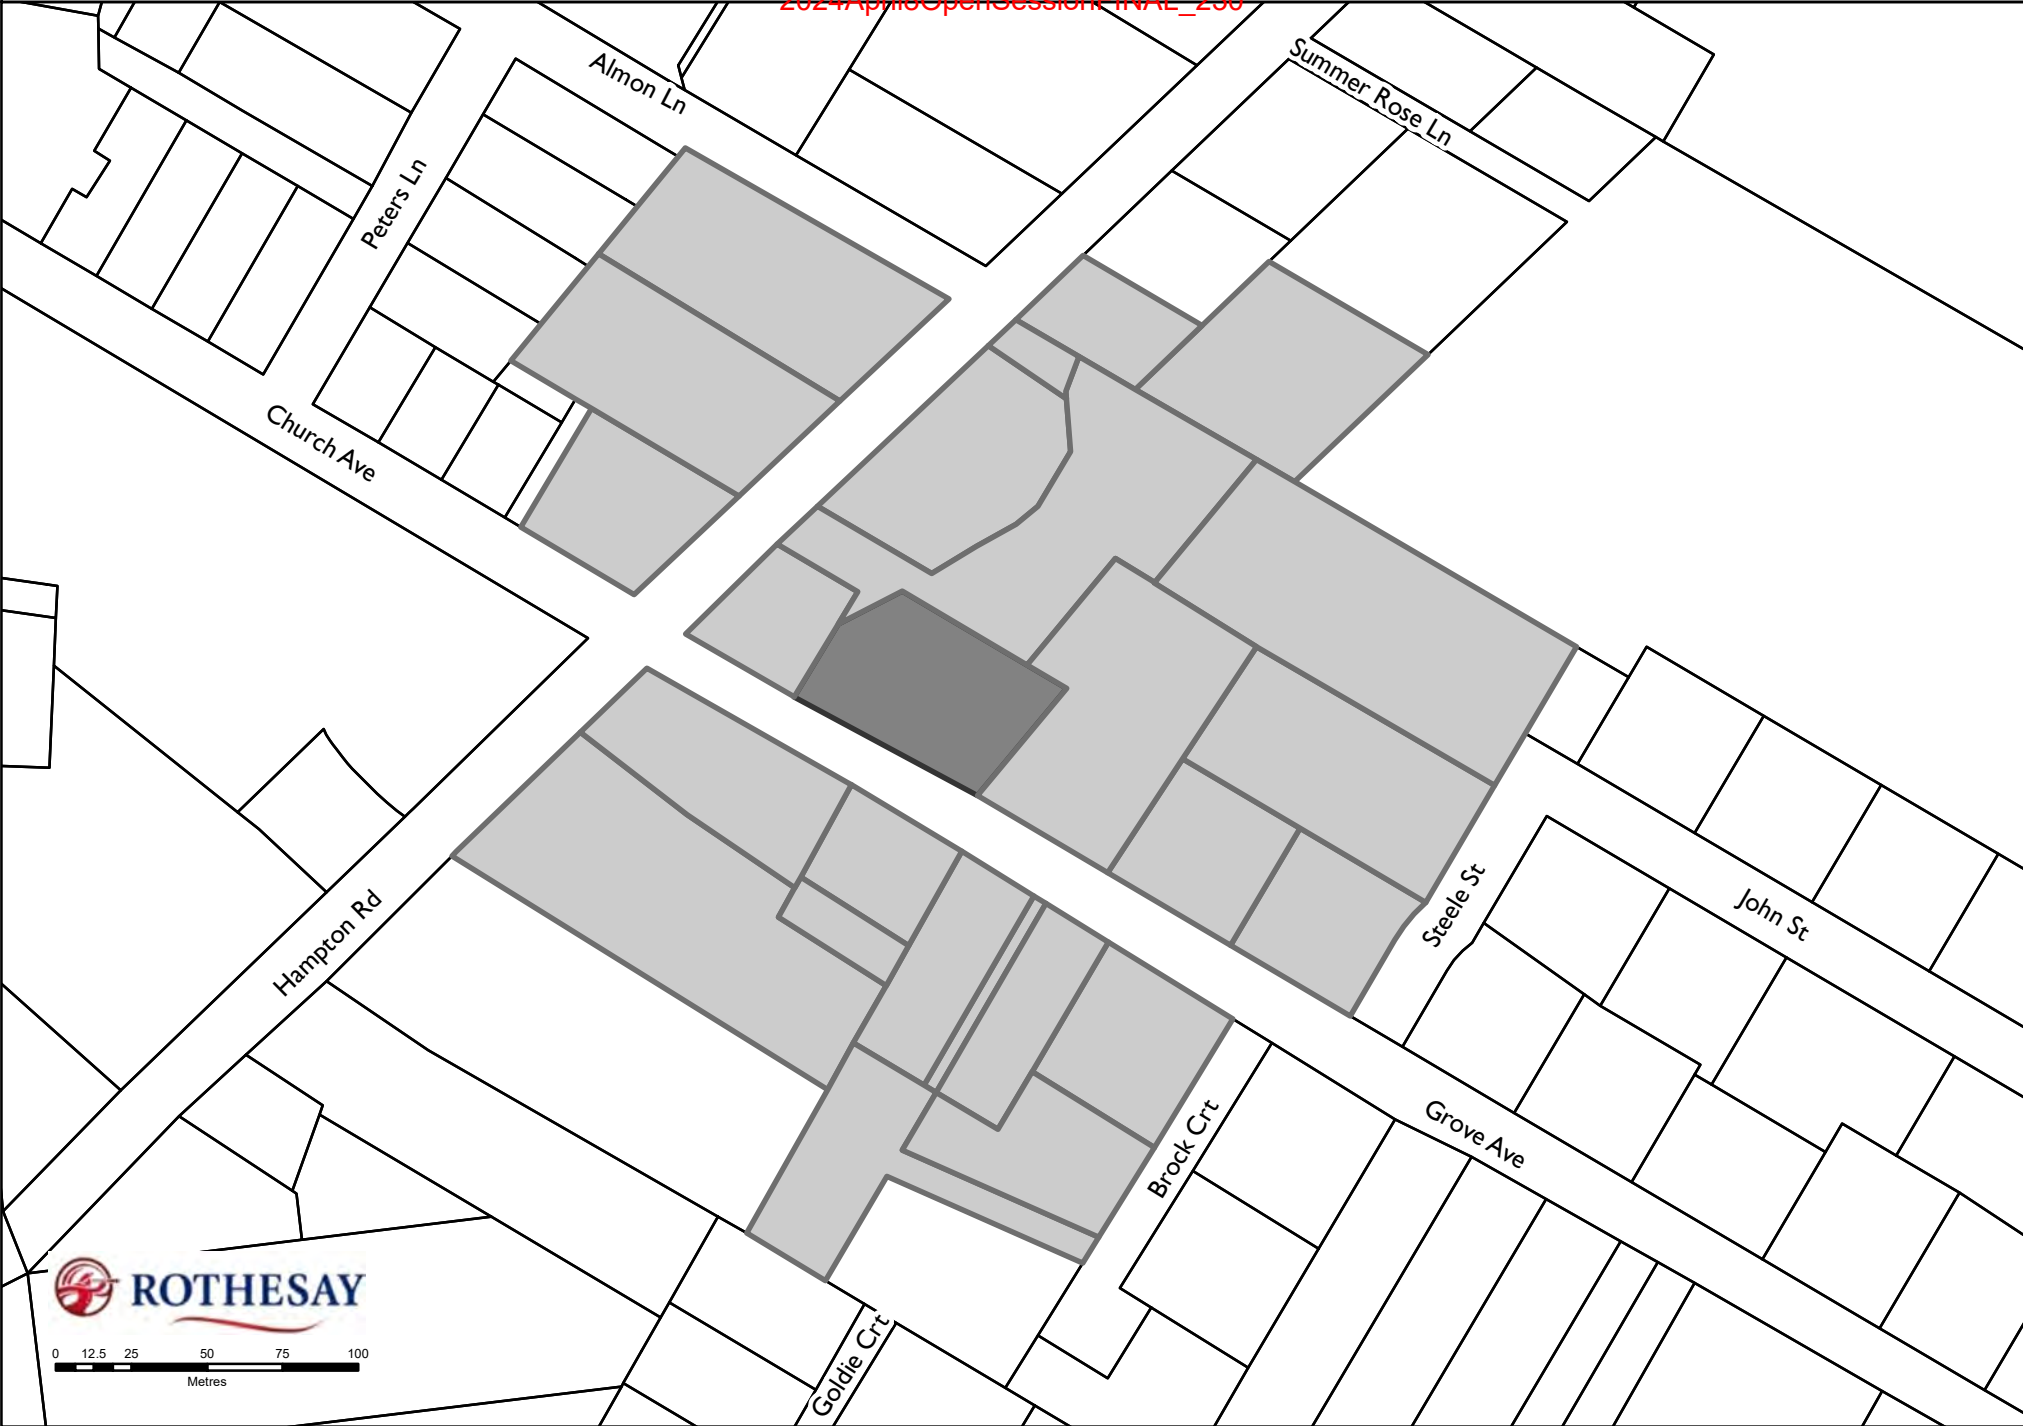 2024April8OpenSessionFINAL_230
Summer Rose Ln
Almon Ln
Peters Ln
Church Ave
Steele St
John St
Hampton Rd
Brock Crt
Grove Ave
Goldie Crt
ROTHESAY
0 12.5 25 50 75 100
Metres